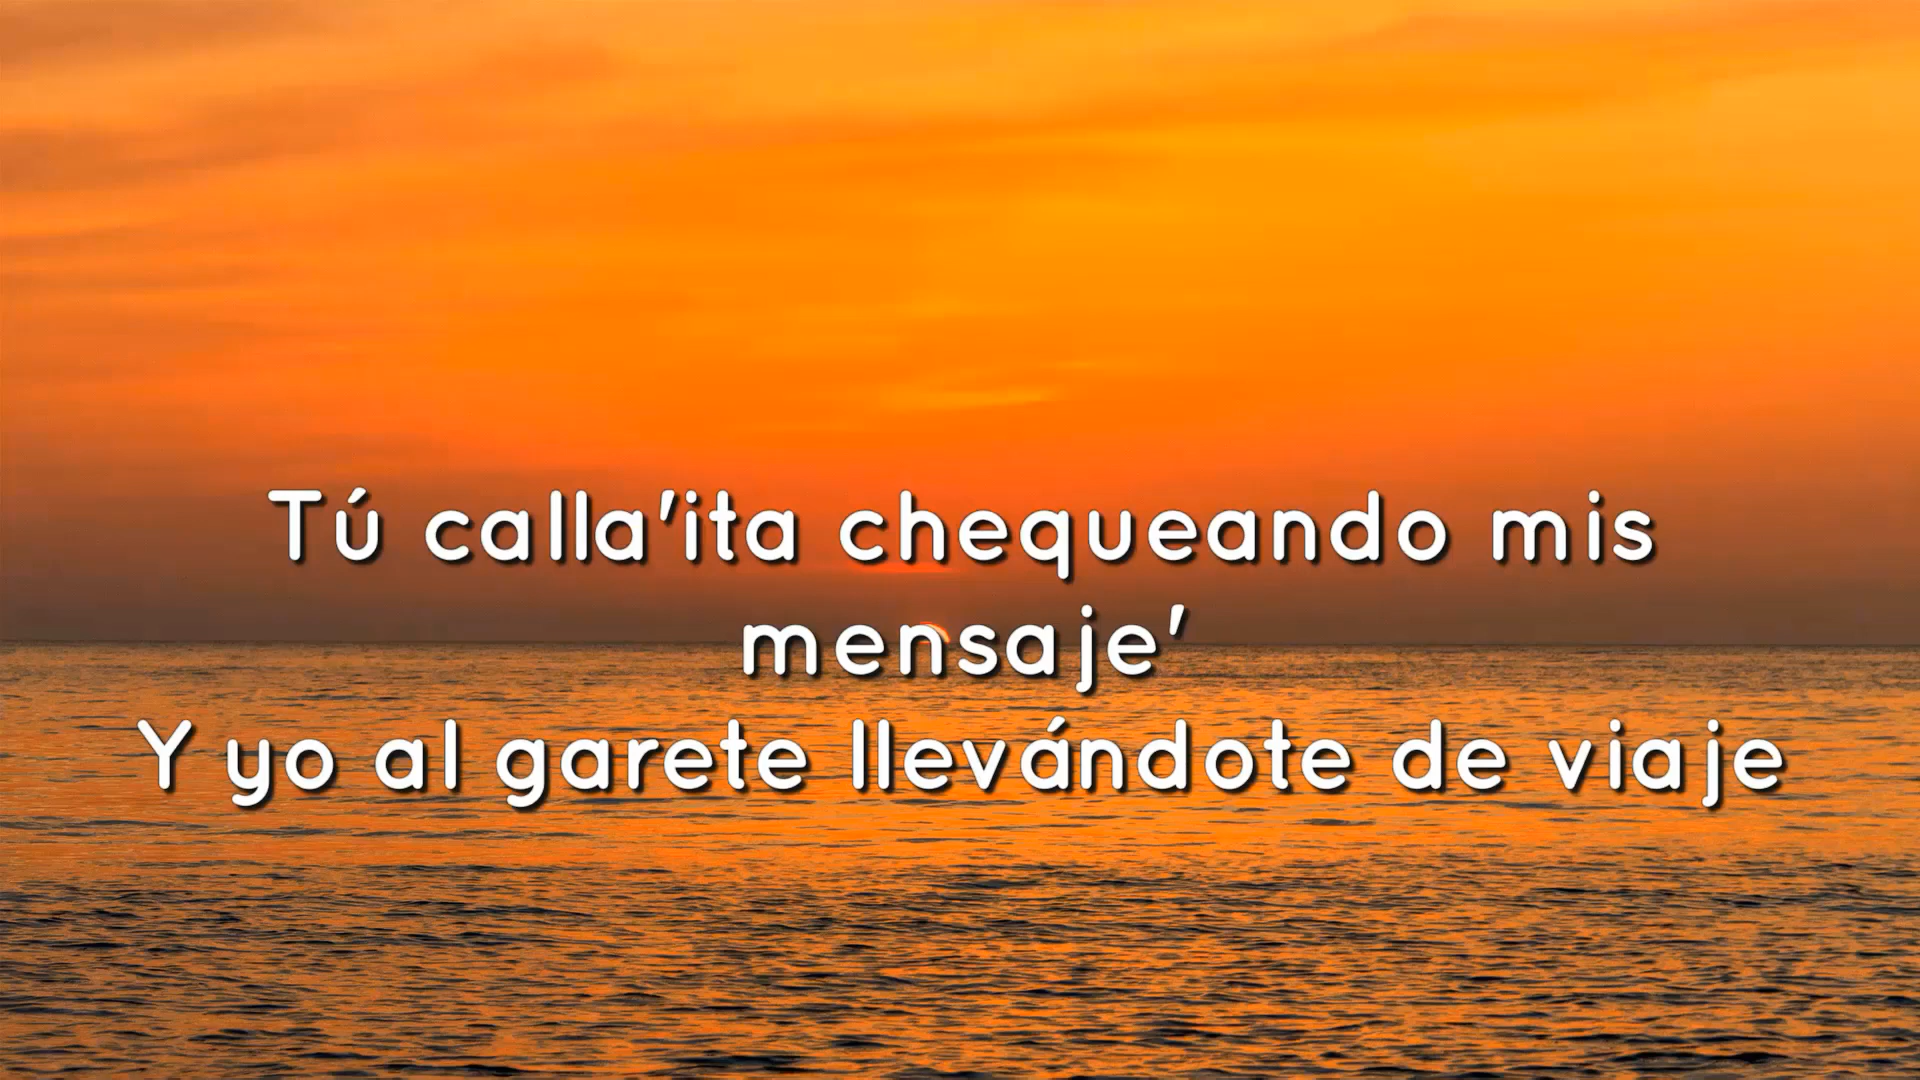 Tú calla'ita chequeando mis
mensaje'
Y yo al garete llevándote de viaje